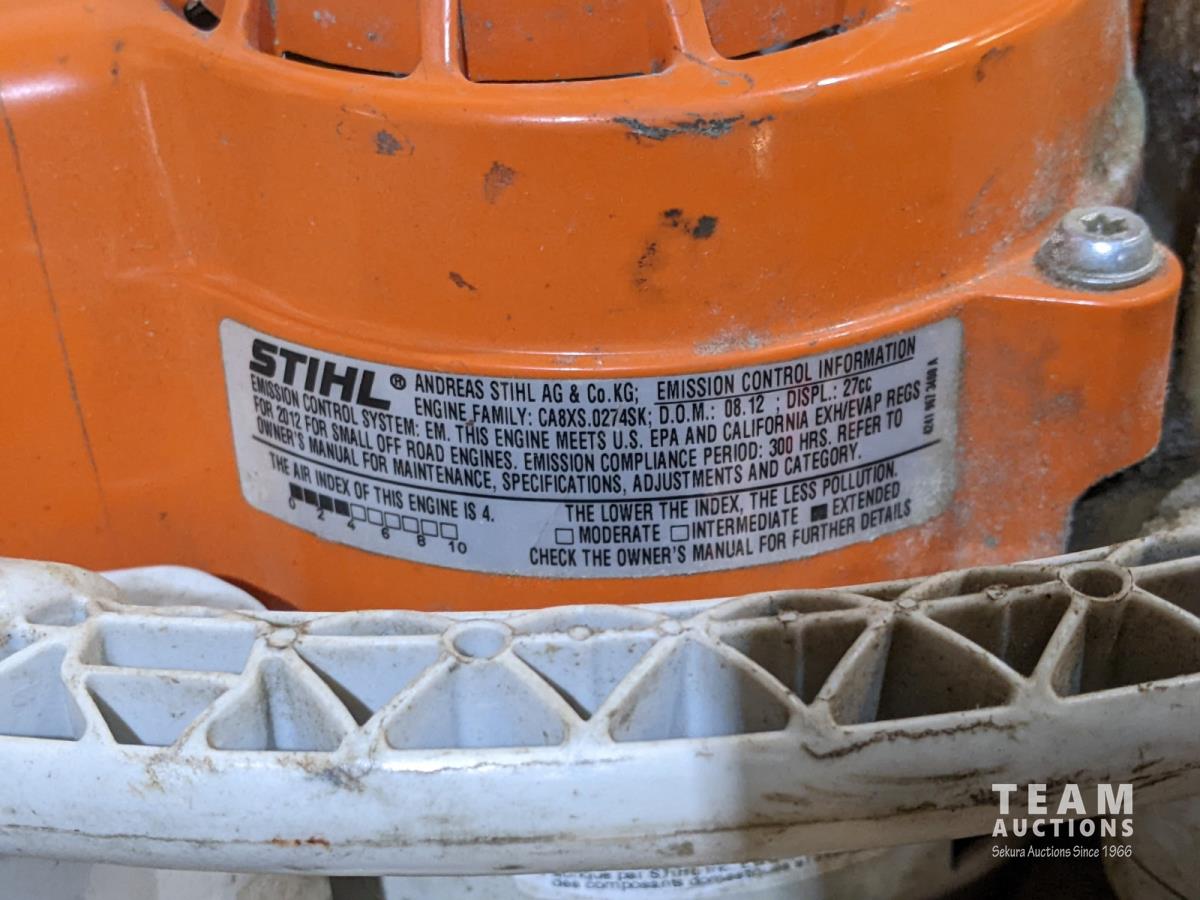 STIHL® ANDREAS STIHL AG & Co.KG; EMISSION CONTROL INFORMATION
ENGINE FAMILY: CA8XS.0274SK; D.O.M.: 08.12 ; DISPL.: 27cc
EMISSION CONTROL SYSTEM: EM. THIS ENGINE MEETS U.S. EPA AND CALIFORNIA EXH/EVAP REGS
FOR 2012 FOR SMALL OFF ROAD ENGINES. EMISSION COMPLIANCE PERIOD: 300 HRS. REFER TO
OWNER'S MANUAL FOR MAINTENANCE, SPECIFICATIONS, ADJUSTMENTS AND CATEGORY.
THE AIR INDEX OF THIS ENGINE IS 4.
0 2 4 6 8 10
THE LOWER THE INDEX, THE LESS POLLUTION.
MODERATE INTERMEDIATE EXTENDED
CHECK THE OWNER'S MANUAL FOR FURTHER DETAILS
des composants
TEAM
AUCTIONS
Sekura Auctions Since 1966